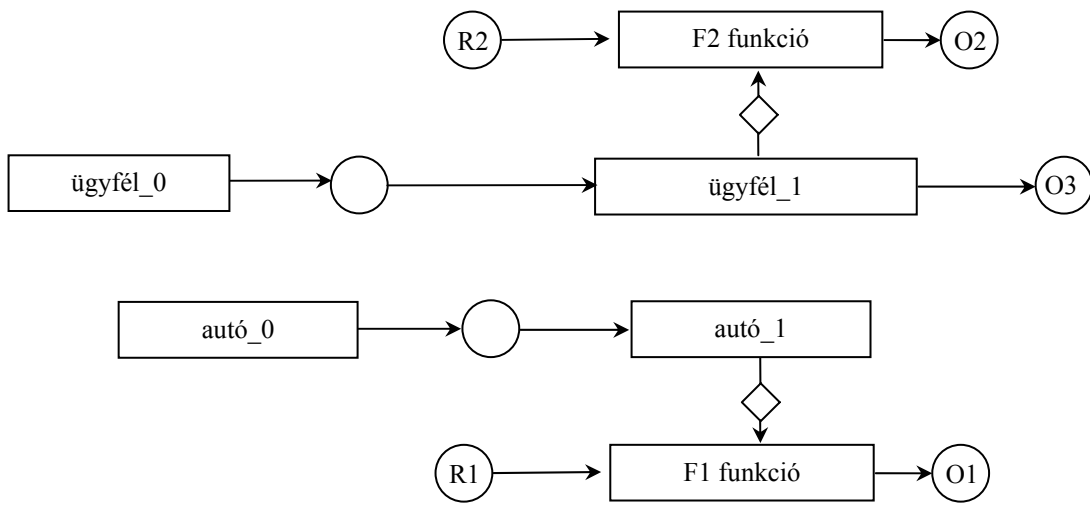 R2
F2 funkció
O2
ügyfél_0
ügyfél_1
O3
autó_0
autó_1
R1
F1 funkció
O1